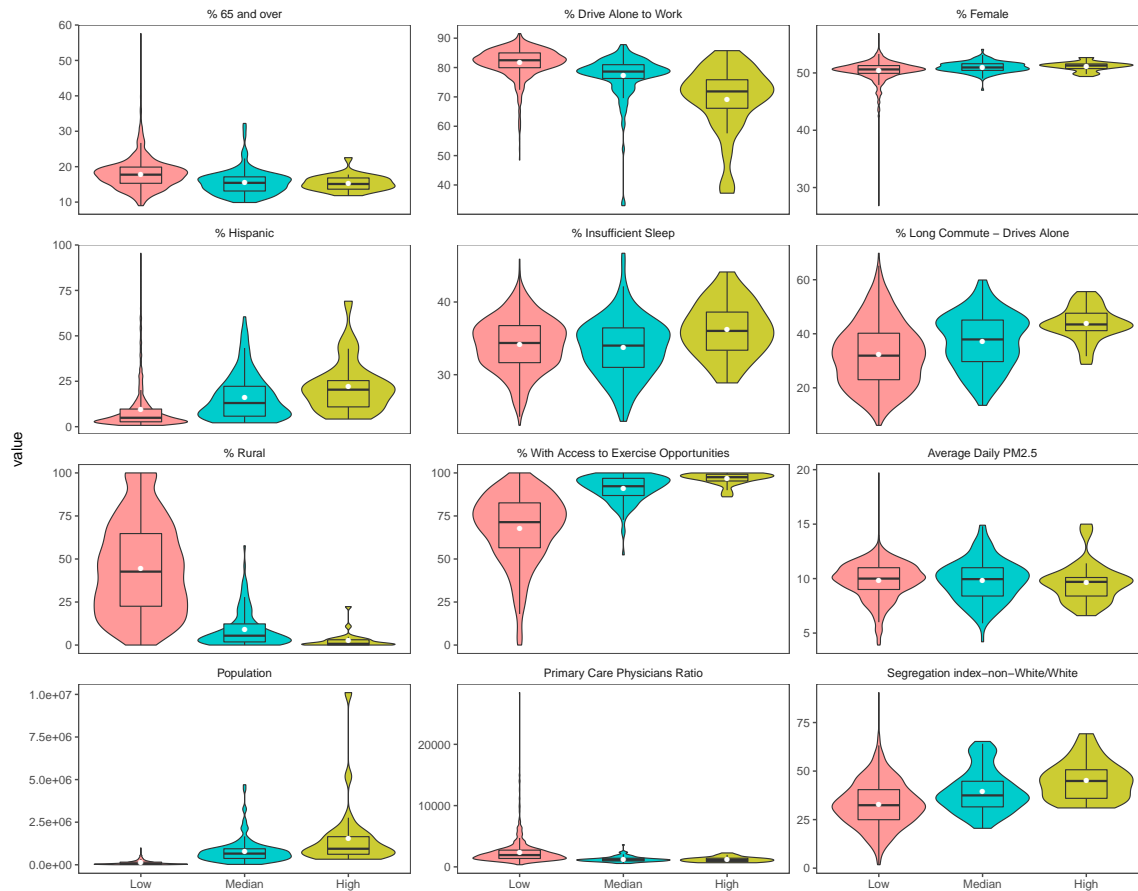 % 65 and over
% Drive Alone to Work
% Female
60
50
40
30
20
10
90
80
70
60
50
40
50
40
30
% Hispanic
% Insufficient Sleep
% Long Commute − Drives Alone
100
75
50
25
0
40
30
60
40
20
value
% Rural
% With Access to Exercise Opportunities
Average Daily PM2.5
100
75
50
25
0
100
75
50
25
0
20
15
10
5
Population
Primary Care Physicians Ratio
Segregation index−non−White/White
1.0e+07
7.5e+06
5.0e+06
2.5e+06
0.0e+00
20000
10000
0
75
50
25
0
Low Median High
Low Median High
Low Median High